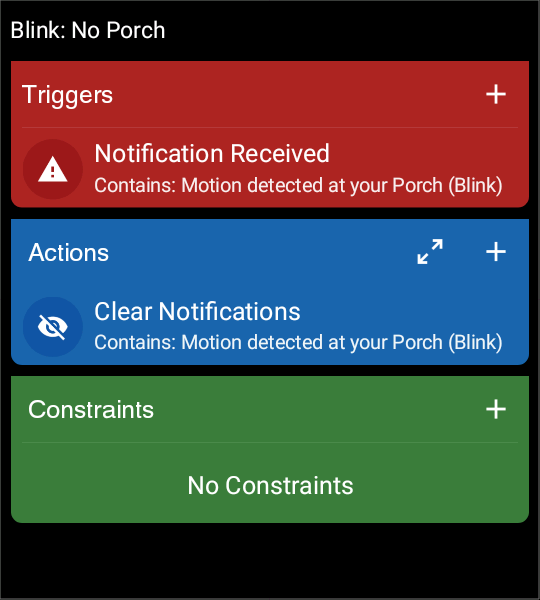 Blink: No Porch
Triggers
Notification Received
Contains: Motion detected at your Porch (Blink)
Actions
Clear Notifications
Contains: Motion detected at your Porch (Blink)
Constraints
No Constraints